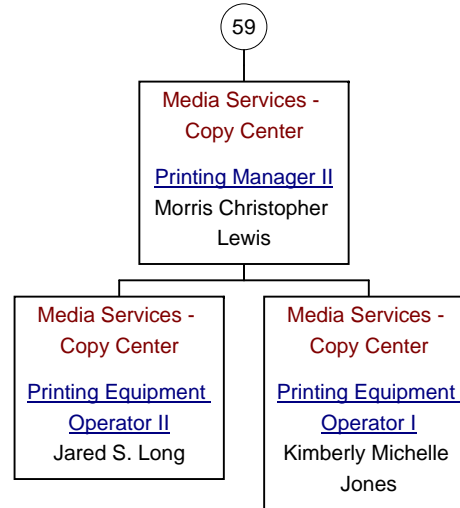 59
Media Services -
Copy Center
Printing Manager II
Morris Christopher
Lewis
Media Services -
Copy Center
Printing Equipment
Operator II
Jared S. Long
Media Services -
Copy Center
Printing Equipment
Operator I
Kimberly Michelle
Jones